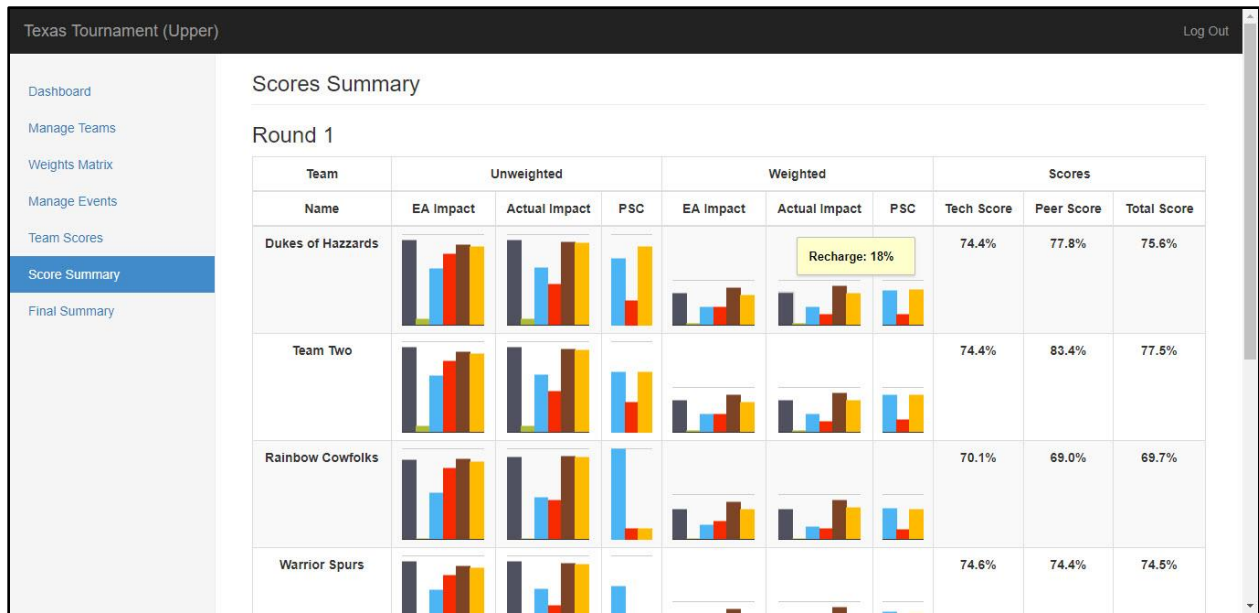 Texas Tournament (Upper) Log Out
Dashboard
Manage Teams
Weights Matrix
Manage Events
Team Scores
Score Summary
Final Summary
Scores Summary
Round 1
Team Unweighted Weighted Scores
Name EA Impact Actual Impact PSC EA Impact Actual Impact PSC Tech Score Peer Score Total Score
Dukes of Hazzards 74.4% 77.8% 75.6%
Recharge: 18%
Team Two 74.4% 83.4% 77.5%
Rainbow Cowfolks 70.1% 69.0% 69.7%
Warrior Spurs 74.6% 74.4% 74.5%